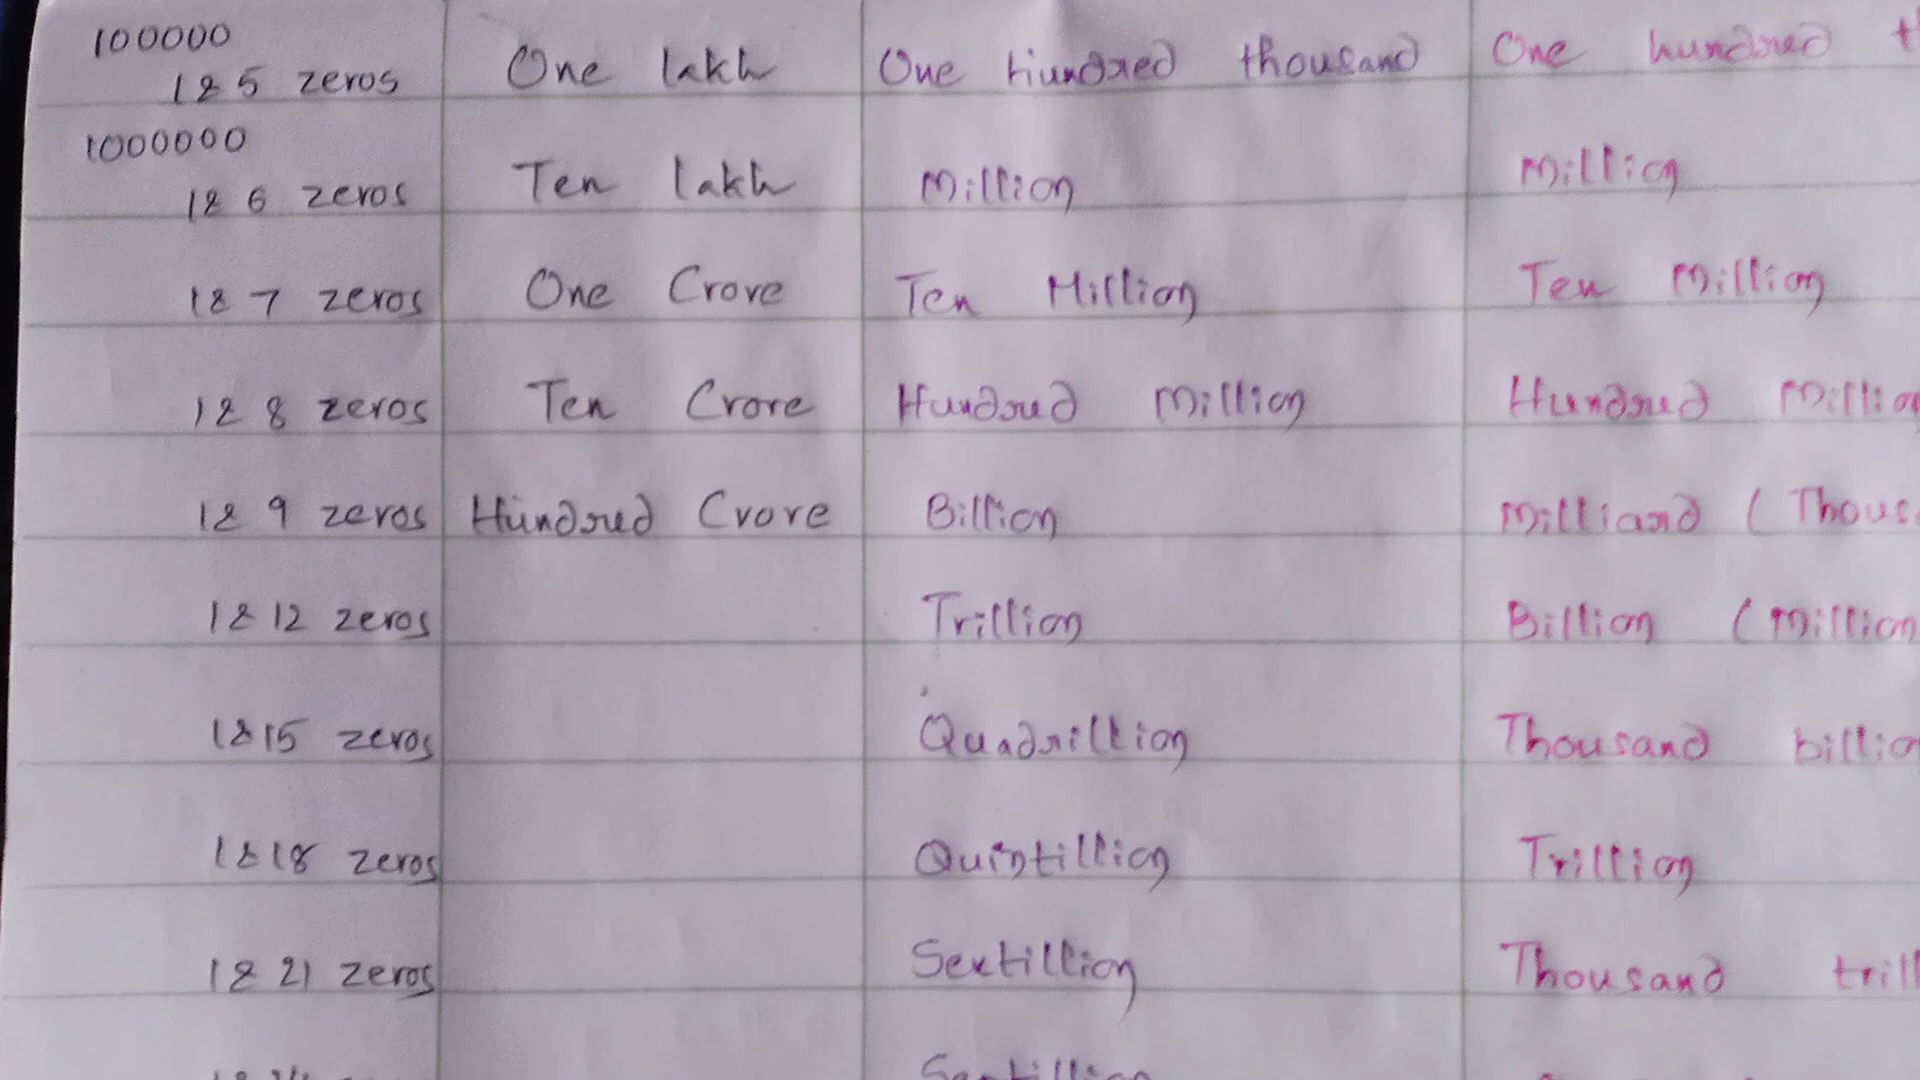 100000
1 & 5 zeros One lakh One Hundred thousand One hundred
1000000
1 & 6 zeros Ten lakh Million Million
1 & 7 zeros One Crore Ten Million Ten Million
1 & 8 zeros Ten Crore Hundred Million Hundred Millio
1 & 9 zeros Hundred Crore Billion Milliard ( Thous
1 & 12 zeros Trillion Billion ( Million
1 & 15 zeros Quadrillion Thousand billio
1 & 18 zeros Quintillion Trillion
1 & 21 zeros Sextillion Thousand trill